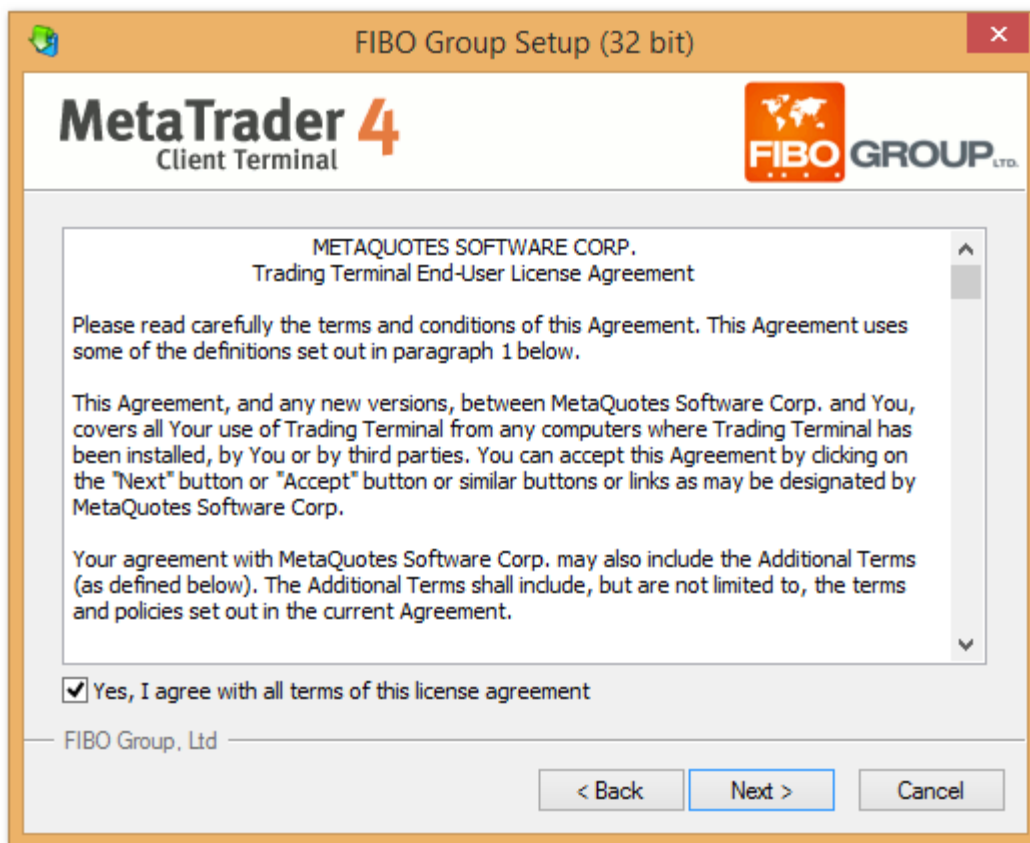 FIBO Group Setup (32 bit)
MetaTrader 4
Client Terminal
FIBO GROUP LTD.
METAQUOTES SOFTWARE CORP.
Trading Terminal End-User License Agreement
Please read carefully the terms and conditions of this Agreement. This Agreement uses
some of the definitions set out in paragraph 1 below.
This Agreement, and any new versions, between MetaQuotes Software Corp. and You,
covers all Your use of Trading Terminal from any computers where Trading Terminal has
been installed, by You or by third parties. You can accept this Agreement by clicking on
the "Next" button or "Accept" button or similar buttons or links as may be designated by
MetaQuotes Software Corp.
Your agreement with MetaQuotes Software Corp. may also include the Additional Terms
(as defined below). The Additional Terms shall include, but are not limited to, the terms
and policies set out in the current Agreement.
Yes, I agree with all terms of this license agreement
FIBO Group, Ltd
< Back Next > Cancel